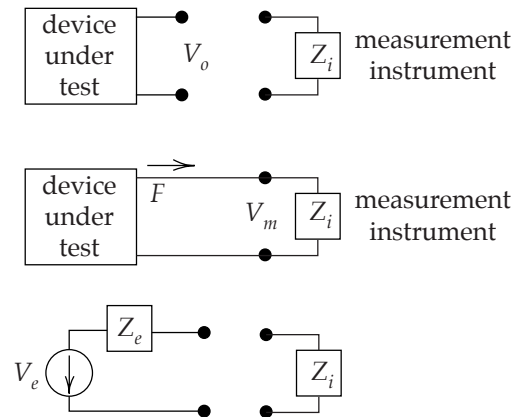 device
under
test
V_o
Z_i
measurement
instrument
device
under
test
F
V_m
Z_i
measurement
instrument
Z_e
V_e
Z_i